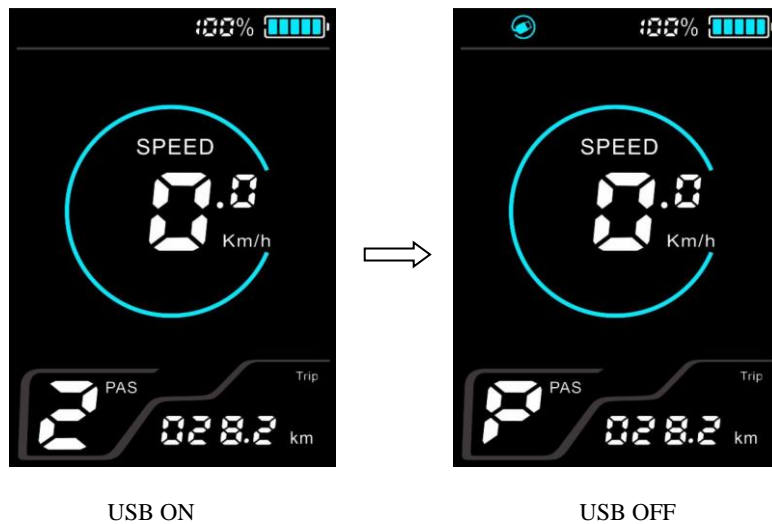 100%
SPEED
0.0
Km/h
2 PAS
Trip
028.2 km
100%
SPEED
0.0
Km/h
P PAS
Trip
028.2 km
USB ON
USB OFF